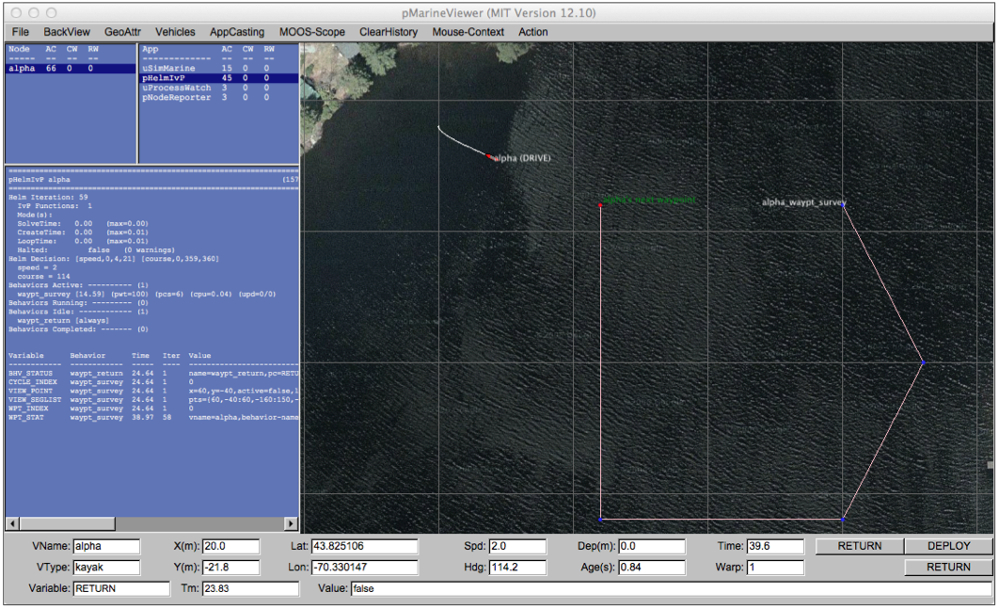 pMarineViewer (MIT Version 12.10)
File BackView GeoAttr Vehicles AppCasting MOOS-Scope ClearHistory Mouse-Context Action
Node AC CW RW
----- -- -- --
alpha 66 0 0
App AC CW RW
------------- -- -- --
uSimMarine 15 0 0
pHelmIvP 45 0 0
uProcessWatch 3 0 0
pNodeReporter 3 0 0
pHelmIvP alpha (157
Helm Iteration: 59
IvP Functions: 1
Mode(s):
SolveTime: 0.00 (max=0.00)
CreateTime: 0.00 (max=0.01)
LoopTime: 0.00 (max=0.01)
Halted: false (0 warnings)
Helm Decision: [speed,0,4,21] [course,0,359,360]
speed = 2
course = 114
Behaviors Active: ---------- (1)
waypt_survey [14.59] (pwt=100) (pcs=6) (cpu=0.04) (upd=0/0)
Behaviors Running: --------- (0)
Behaviors Idle: ------------ (1)
waypt_return [always]
Behaviors Completed: ------- (0)
Variable Behavior Time Iter Value
BHV_STATUS waypt_return 24.64 1 name=waypt_return,pc=RETU
CYCLE_INDEX waypt_survey 24.64 1 0
VIEW_POINT waypt_survey 24.64 1 x=60,y=-40,active=false,l
VIEW_SEGLIST waypt_survey 24.64 1 pts={60,-40:60,-160:150,-
WPT_INDEX waypt_survey 24.64 1 0
WPT_STAT waypt_survey 38.97 58 vname=alpha,behavior-name
alpha (DRIVE)
alpha's next waypoint
alpha_waypt_survey
VName: alpha X(m): 20.0 Lat: 43.825106 Spd: 2.0 Dep(m): 0.0 Time: 39.6 RETURN DEPLOY
VType: kayak Y(m): -21.8 Lon: -70.330147 Hdg: 114.2 Age(s): 0.84 Warp: 1 RETURN
Variable: RETURN Tm: 23.83 Value: false